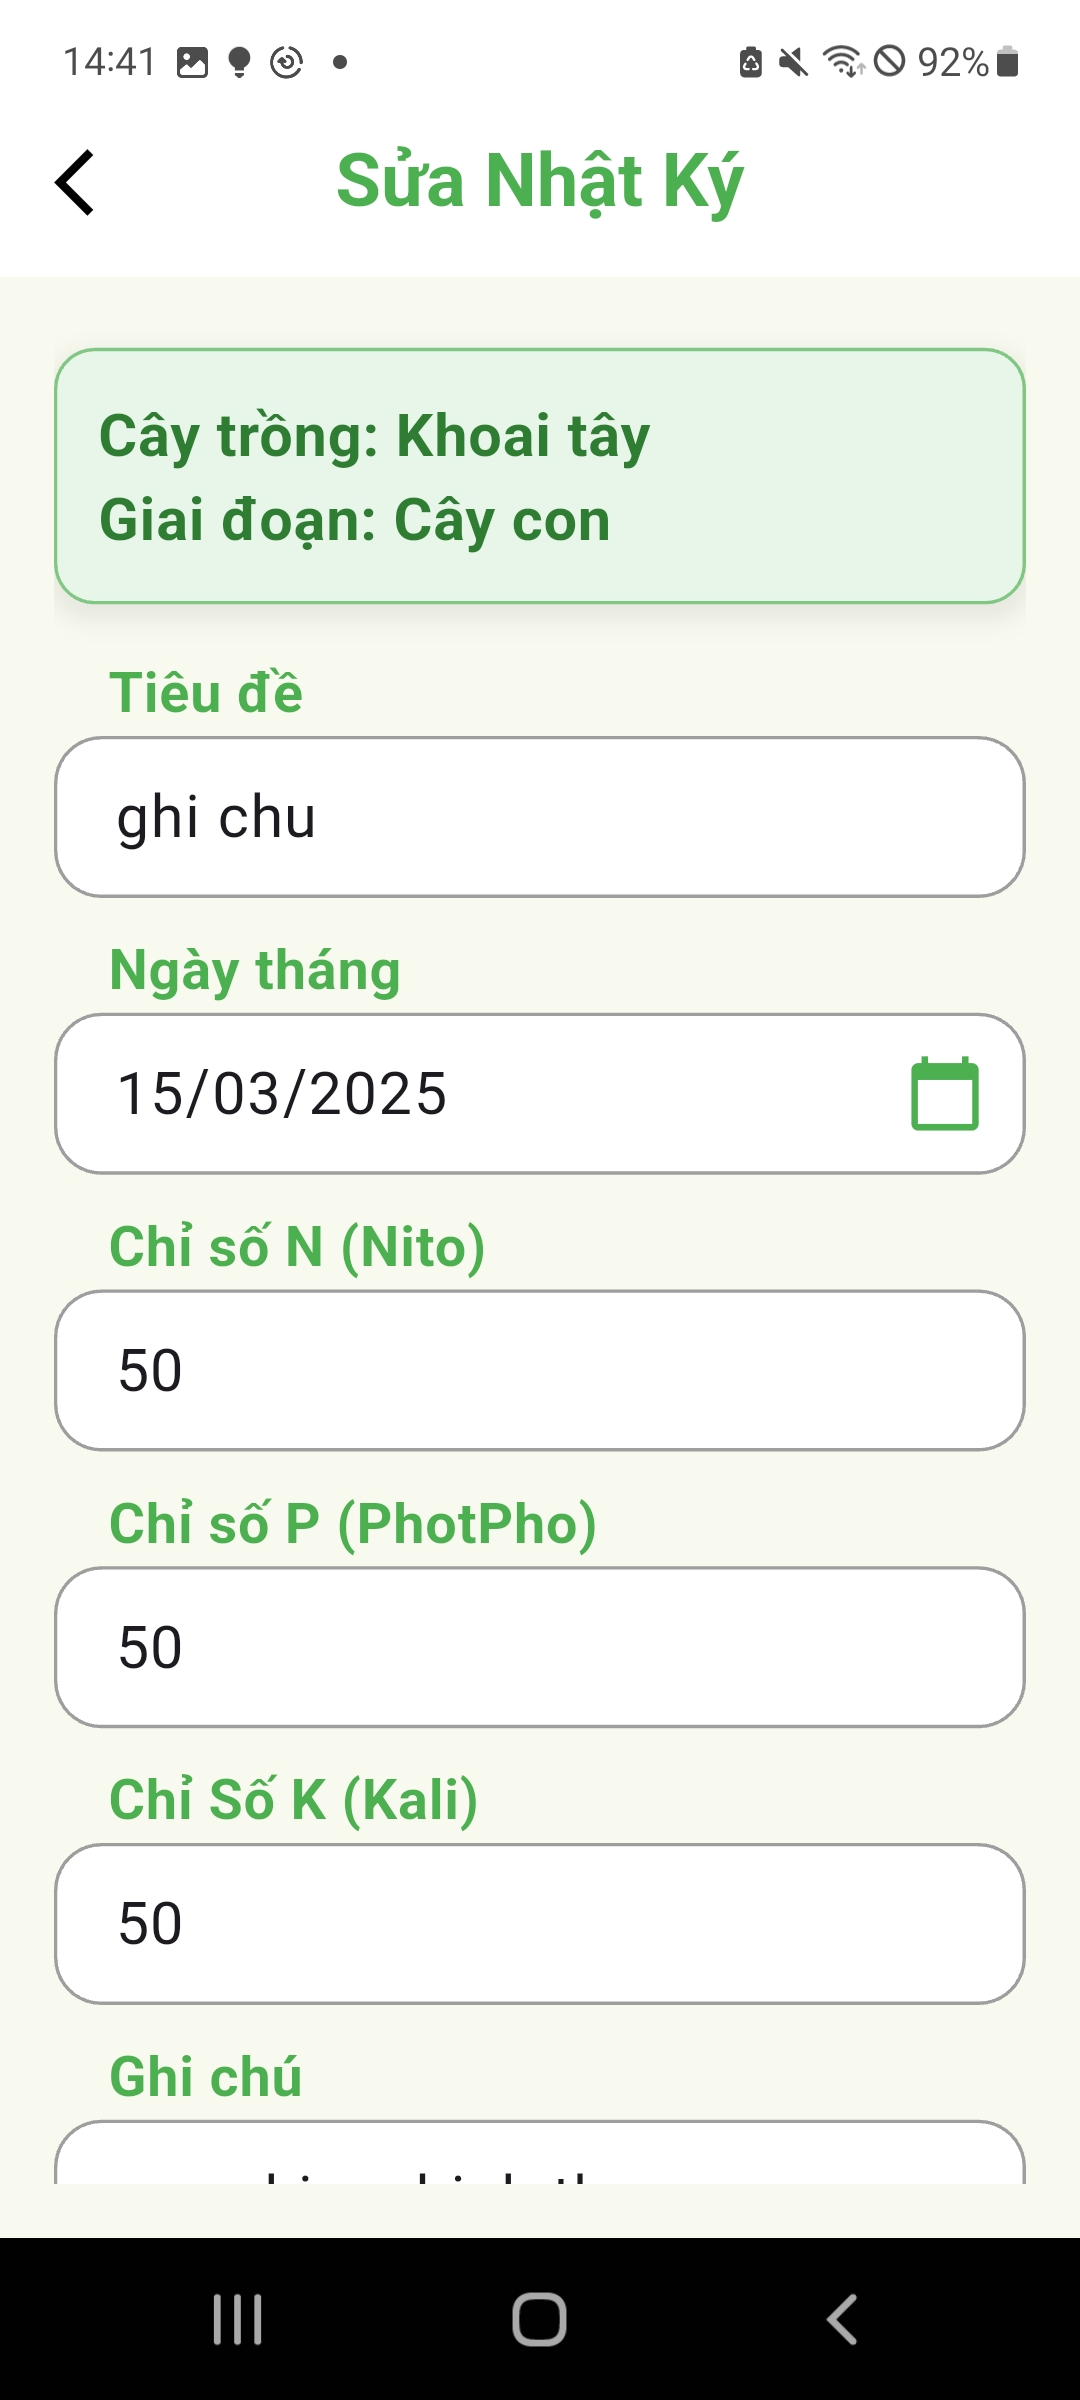 14:41
92%
Sửa Nhật Ký
Cây trồng: Khoai tây
Giai đoạn: Cây con
Tiêu đề
ghi chu
Ngày tháng
15/03/2025
Chỉ số N (Nito)
50
Chỉ số P (PhotPho)
50
Chỉ Số K (Kali)
50
Ghi chú